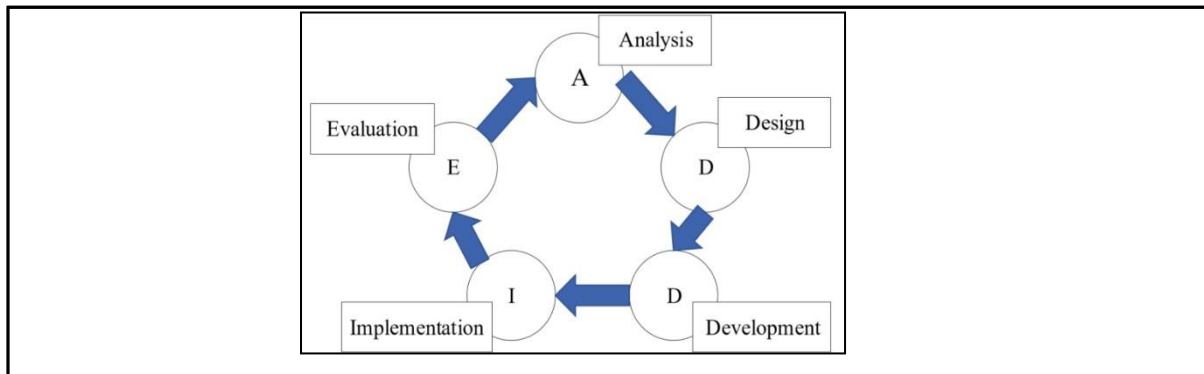 Analysis
A
Design
D
Development
D
Implementation
I
Evaluation
E